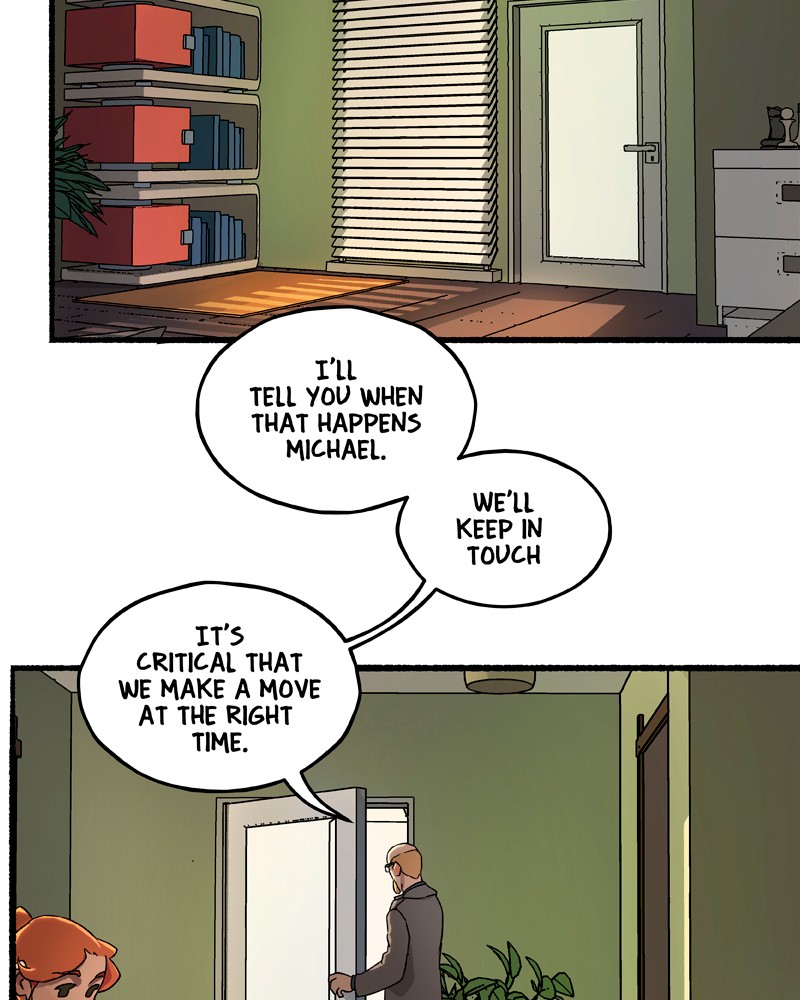 I'LL
TELL YOU WHEN
THAT HAPPENS
MICHAEL.
WE'LL
KEEP IN
TOUCH
IT'S
CRITICAL THAT
WE MAKE A MOVE
AT THE RIGHT
TIME.